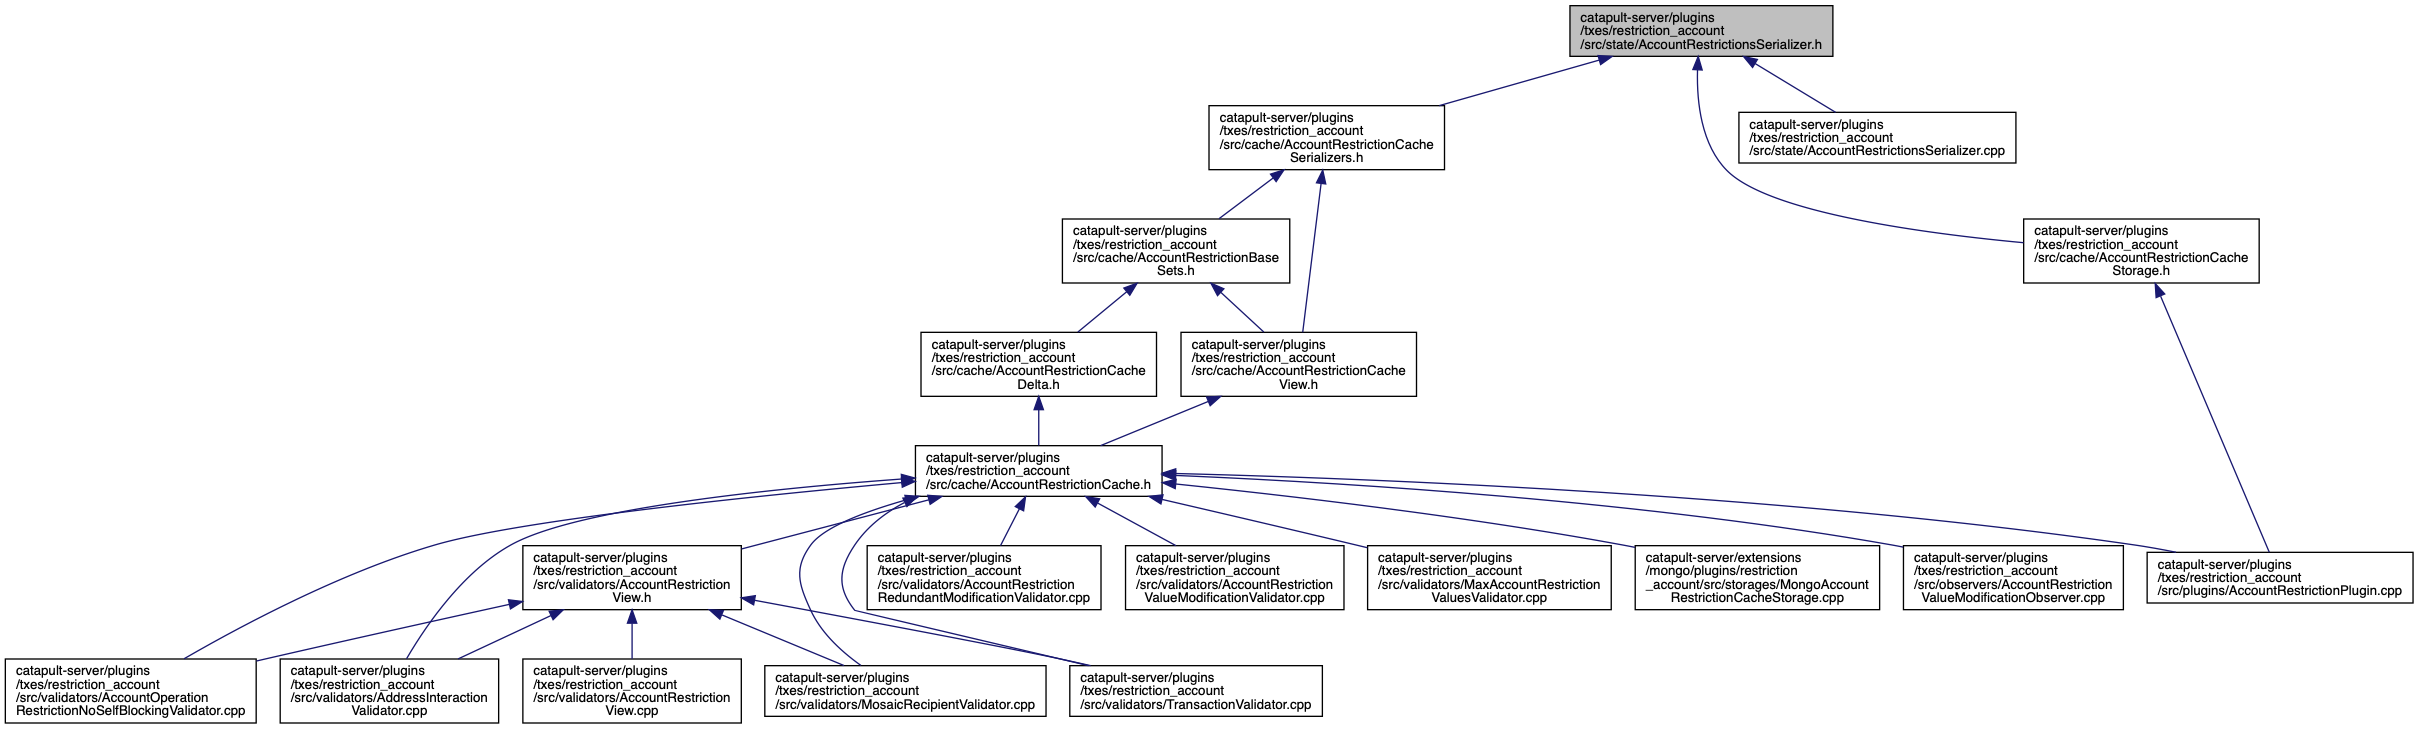 catapult-server/plugins
/txes/restriction_account
/src/state/AccountRestrictionsSerializer.h
catapult-server/plugins
/txes/restriction_account
/src/cache/AccountRestrictionCache
Serializers.h
catapult-server/plugins
/txes/restriction_account
/src/state/AccountRestrictionsSerializer.cpp
catapult-server/plugins
/txes/restriction_account
/src/cache/AccountRestrictionBase
Sets.h
catapult-server/plugins
/txes/restriction_account
/src/cache/AccountRestrictionCache
Storage.h
catapult-server/plugins
/txes/restriction_account
/src/cache/AccountRestrictionCache
Delta.h
catapult-server/plugins
/txes/restriction_account
/src/cache/AccountRestrictionCache
View.h
catapult-server/plugins
/txes/restriction_account
/src/cache/AccountRestrictionCache.h
catapult-server/plugins
/txes/restriction_account
/src/validators/AccountRestriction
View.h
catapult-server/plugins
/txes/restriction_account
/src/validators/AccountRestriction
RedundantModificationValidator.cpp
catapult-server/plugins
/txes/restriction_account
/src/validators/AccountRestriction
ValueModificationValidator.cpp
catapult-server/plugins
/txes/restriction_account
/src/validators/MaxAccountRestriction
ValuesValidator.cpp
catapult-server/extensions
/mongo/plugins/restriction
_account/src/storages/MongoAccount
RestrictionCacheStorage.cpp
catapult-server/plugins
/txes/restriction_account
/src/observers/AccountRestriction
ValueModificationObserver.cpp
catapult-server/plugins
/txes/restriction_account
/src/plugins/AccountRestrictionPlugin.cpp
catapult-server/plugins
/txes/restriction_account
/src/validators/AccountOperation
RestrictionNoSelfBlockingValidator.cpp
catapult-server/plugins
/txes/restriction_account
/src/validators/AddressInteraction
Validator.cpp
catapult-server/plugins
/txes/restriction_account
/src/validators/AccountRestriction
View.cpp
catapult-server/plugins
/txes/restriction_account
/src/validators/MosaicRecipientValidator.cpp
catapult-server/plugins
/txes/restriction_account
/src/validators/TransactionValidator.cpp